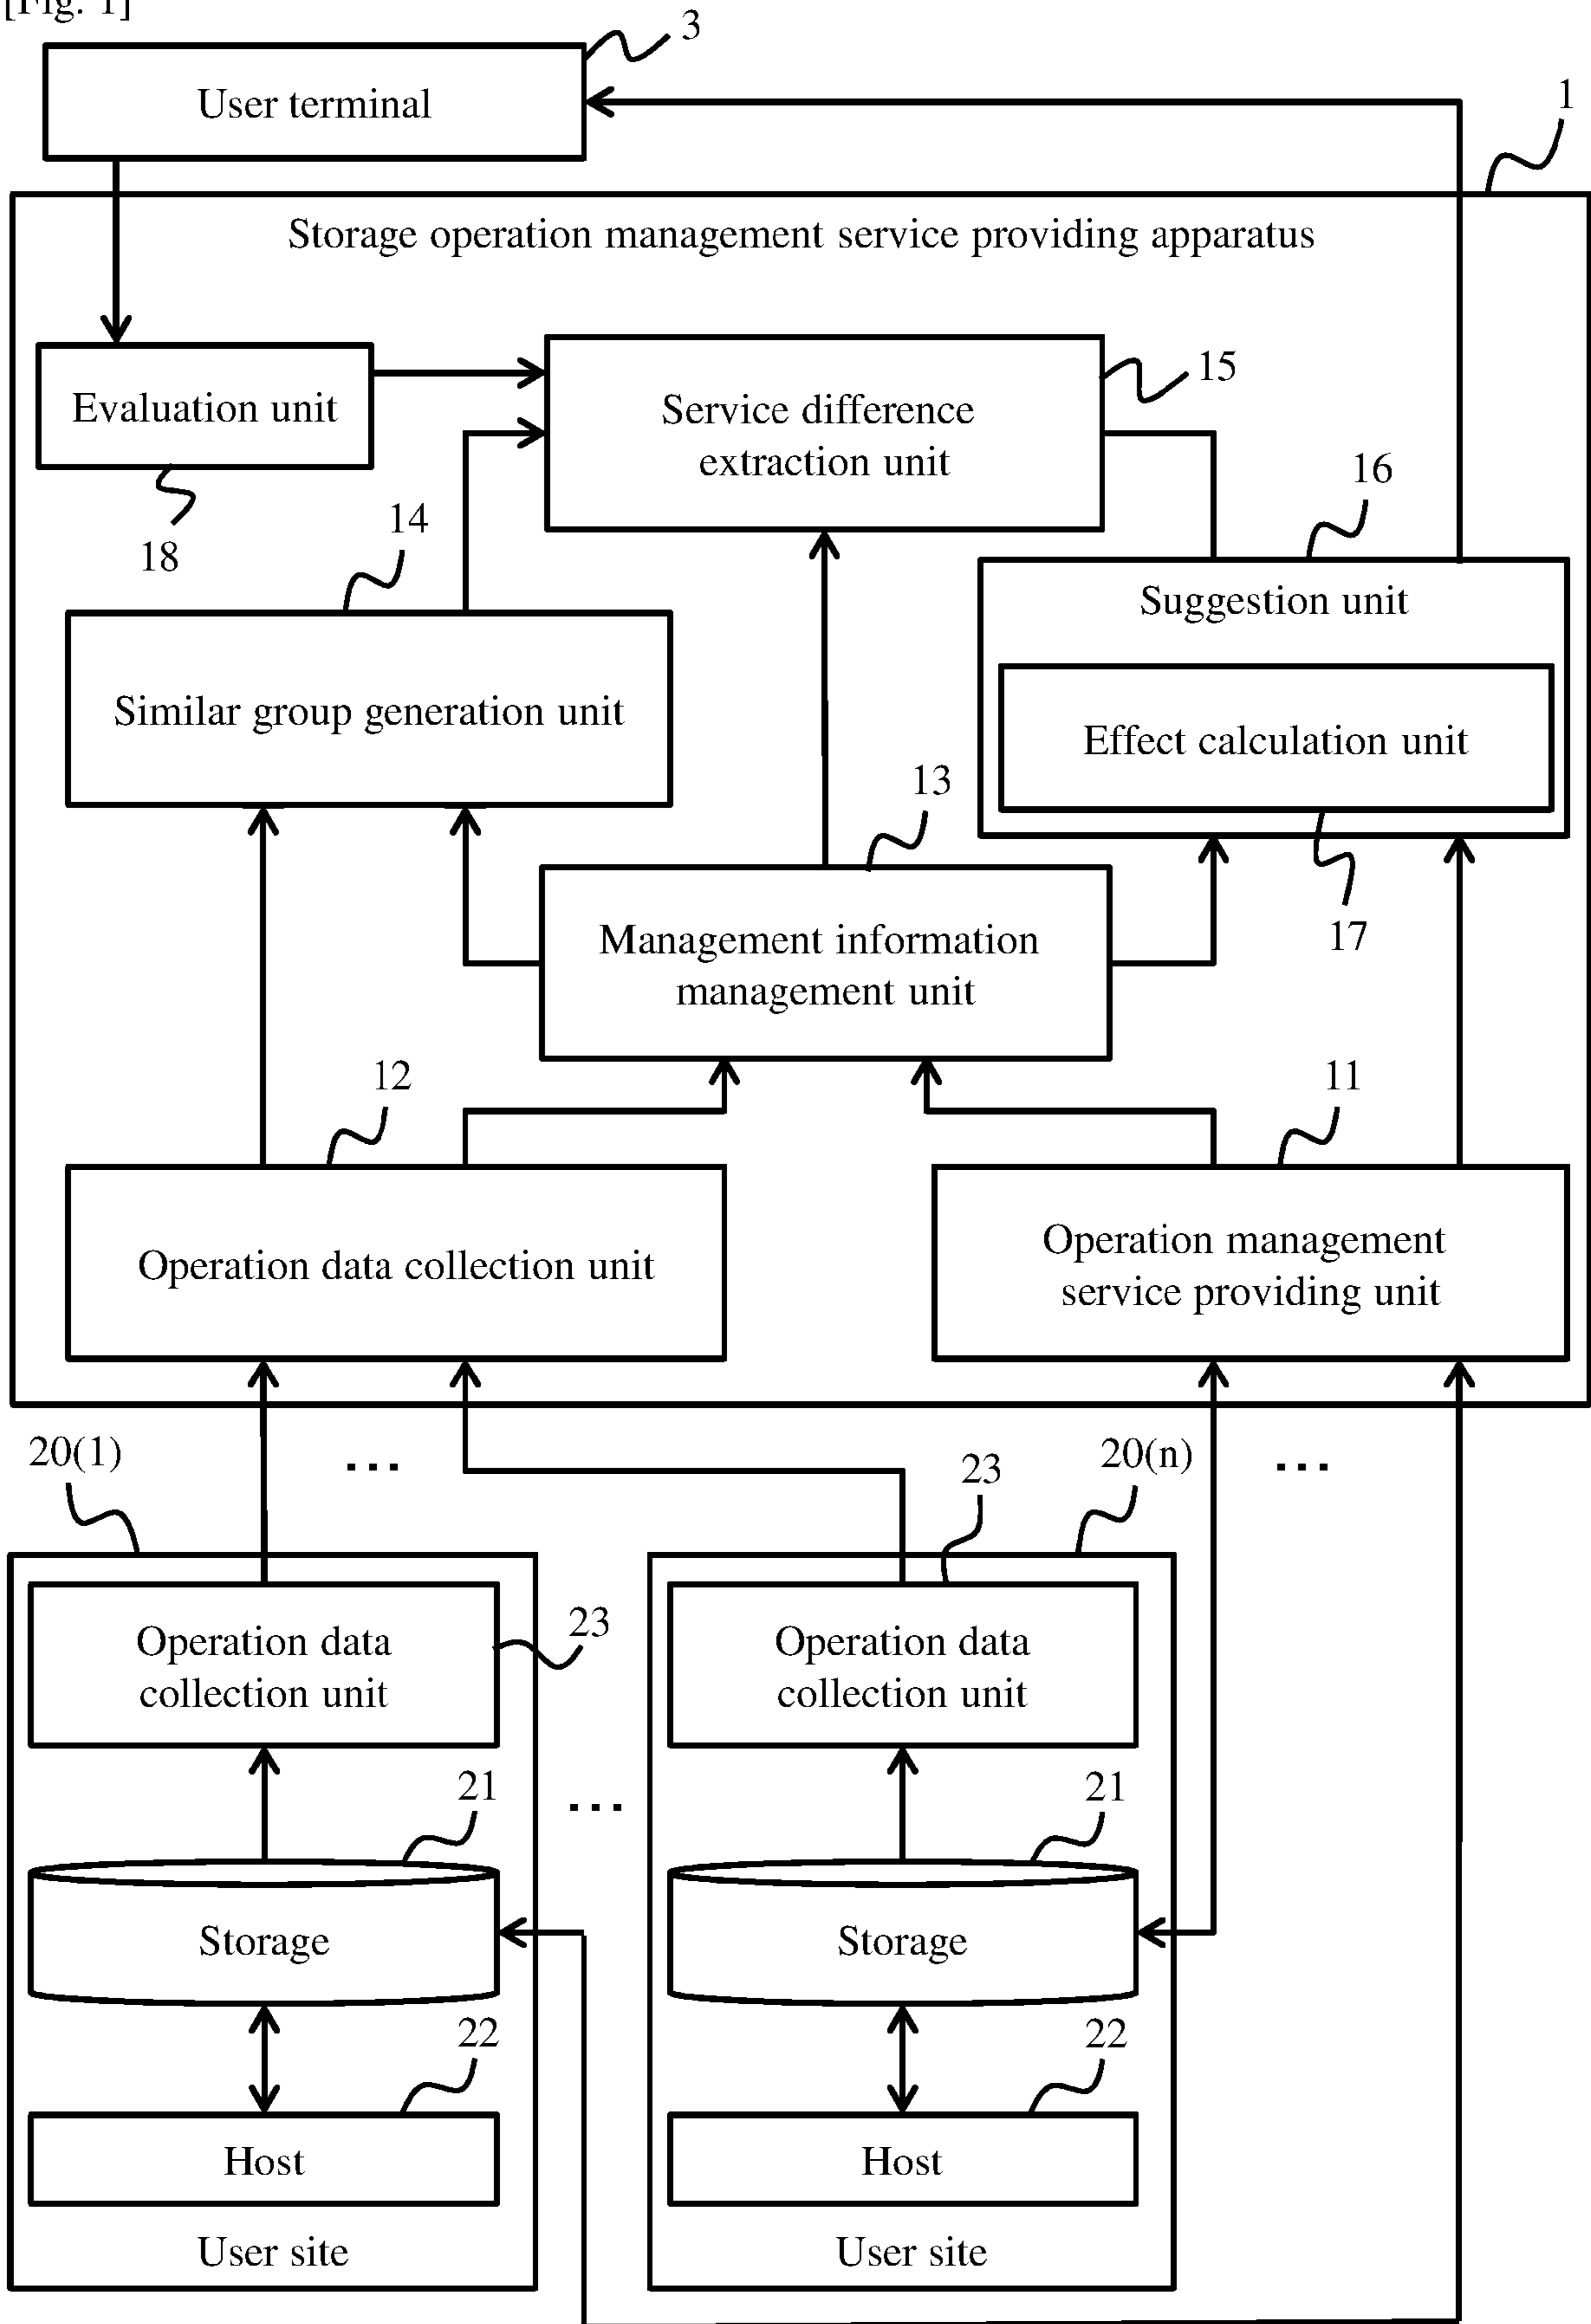 [Fig. 1]
3
User terminal
1
Storage operation management service providing apparatus
Evaluation unit
18
Service difference
extraction unit
15
14
16
Suggestion unit
Similar group generation unit
Effect calculation unit
17
13
Management information
management unit
12
11
Operation data collection unit
Operation management
service providing unit
20(1)
...
20(n)
...
23
Operation data
collection unit
23
Operation data
collection unit
21
...
21
Storage
Storage
22
22
Host
Host
User site
User site